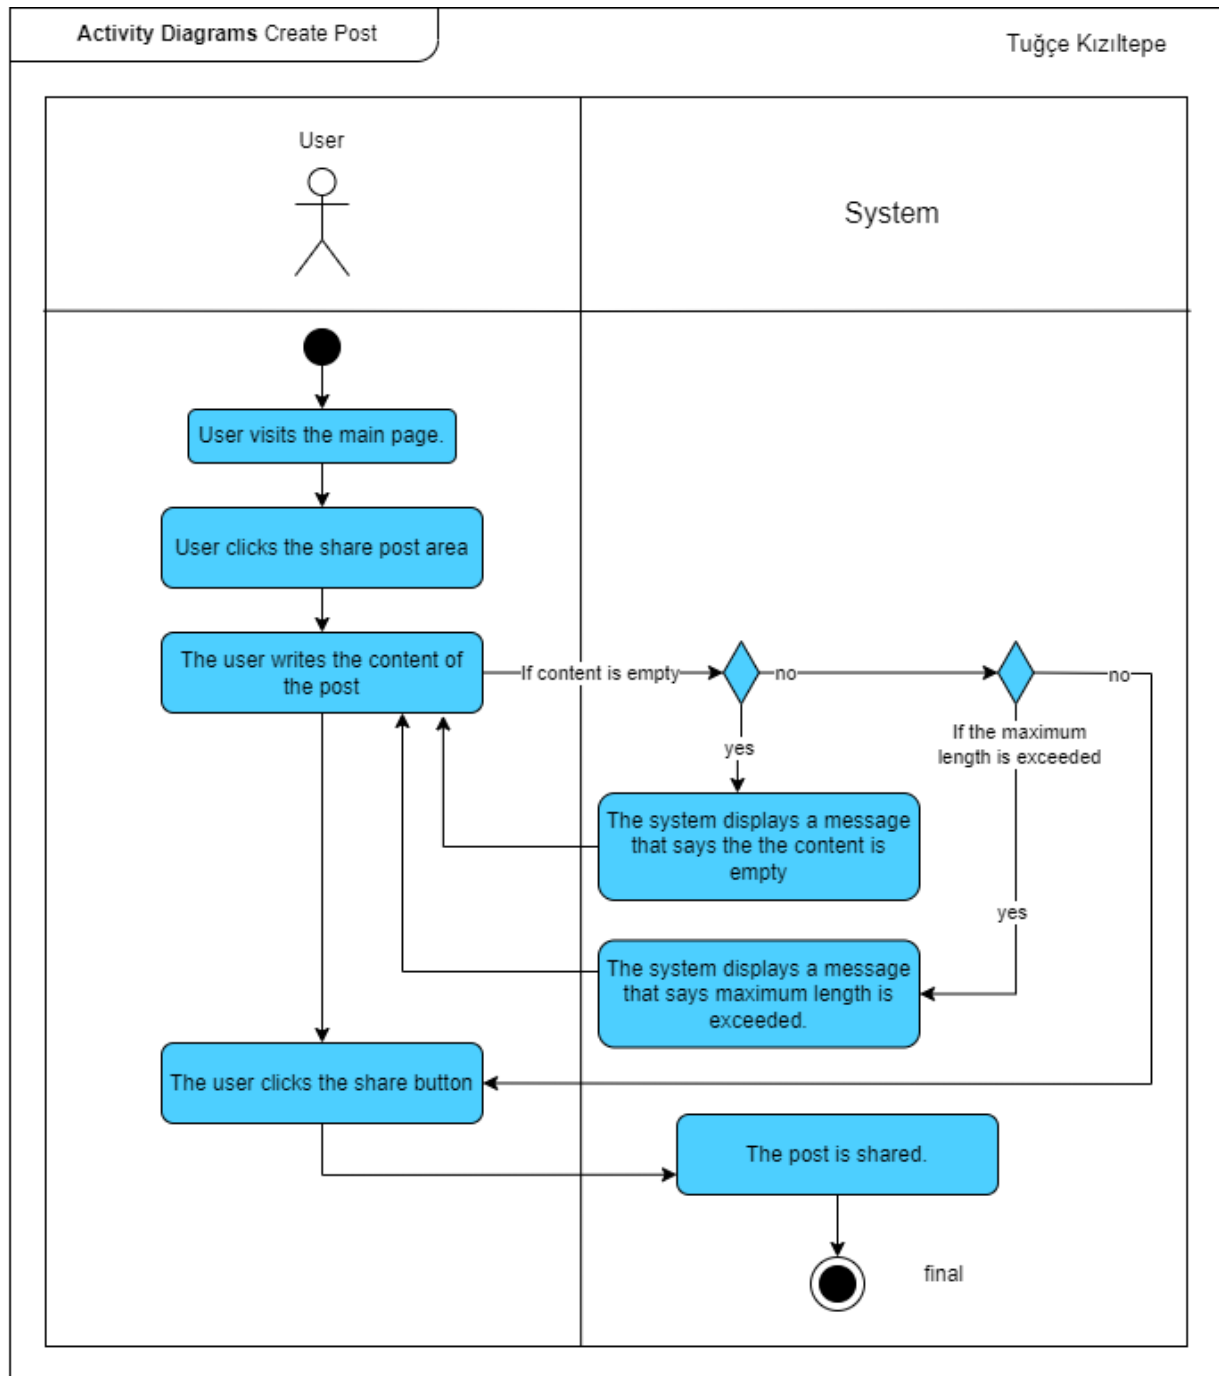 Activity Diagrams Create Post
Tuğçe Kızıltepe
User
System
User visits the main page.
User clicks the share post area
The user writes the content of
the post
If content is empty
no
no
yes
If the maximum
length is exceeded
The system displays a message
that says the the content is
empty
yes
The system displays a message
that says maximum length is
exceeded.
The user clicks the share button
The post is shared.
final